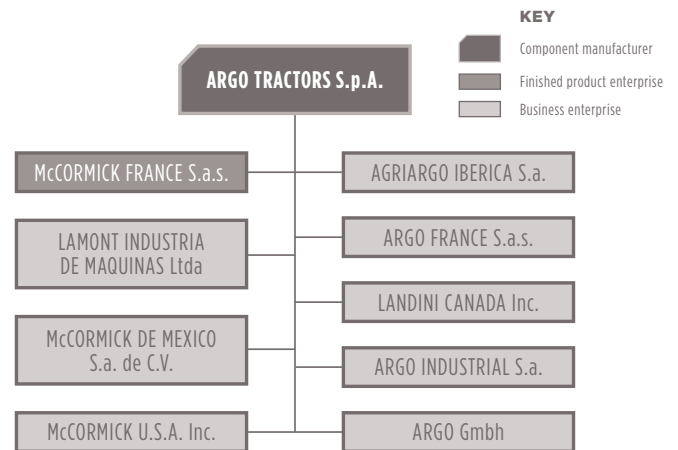 KEY
Component manufacturer
Finished product enterprise
Business enterprise
ARGO TRACTORS S.p.A.
McCORMICK FRANCE S.a.s.
AGRIARGO IBERICA S.a.
LAMONT INDUSTRIA
DE MAQUINAS Ltda
ARGO FRANCE S.a.s.
LANDINI CANADA Inc.
McCORMICK DE MEXICO
S.a. de C.V.
ARGO INDUSTRIAL S.a.
McCORMICK U.S.A. Inc.
ARGO Gmbh